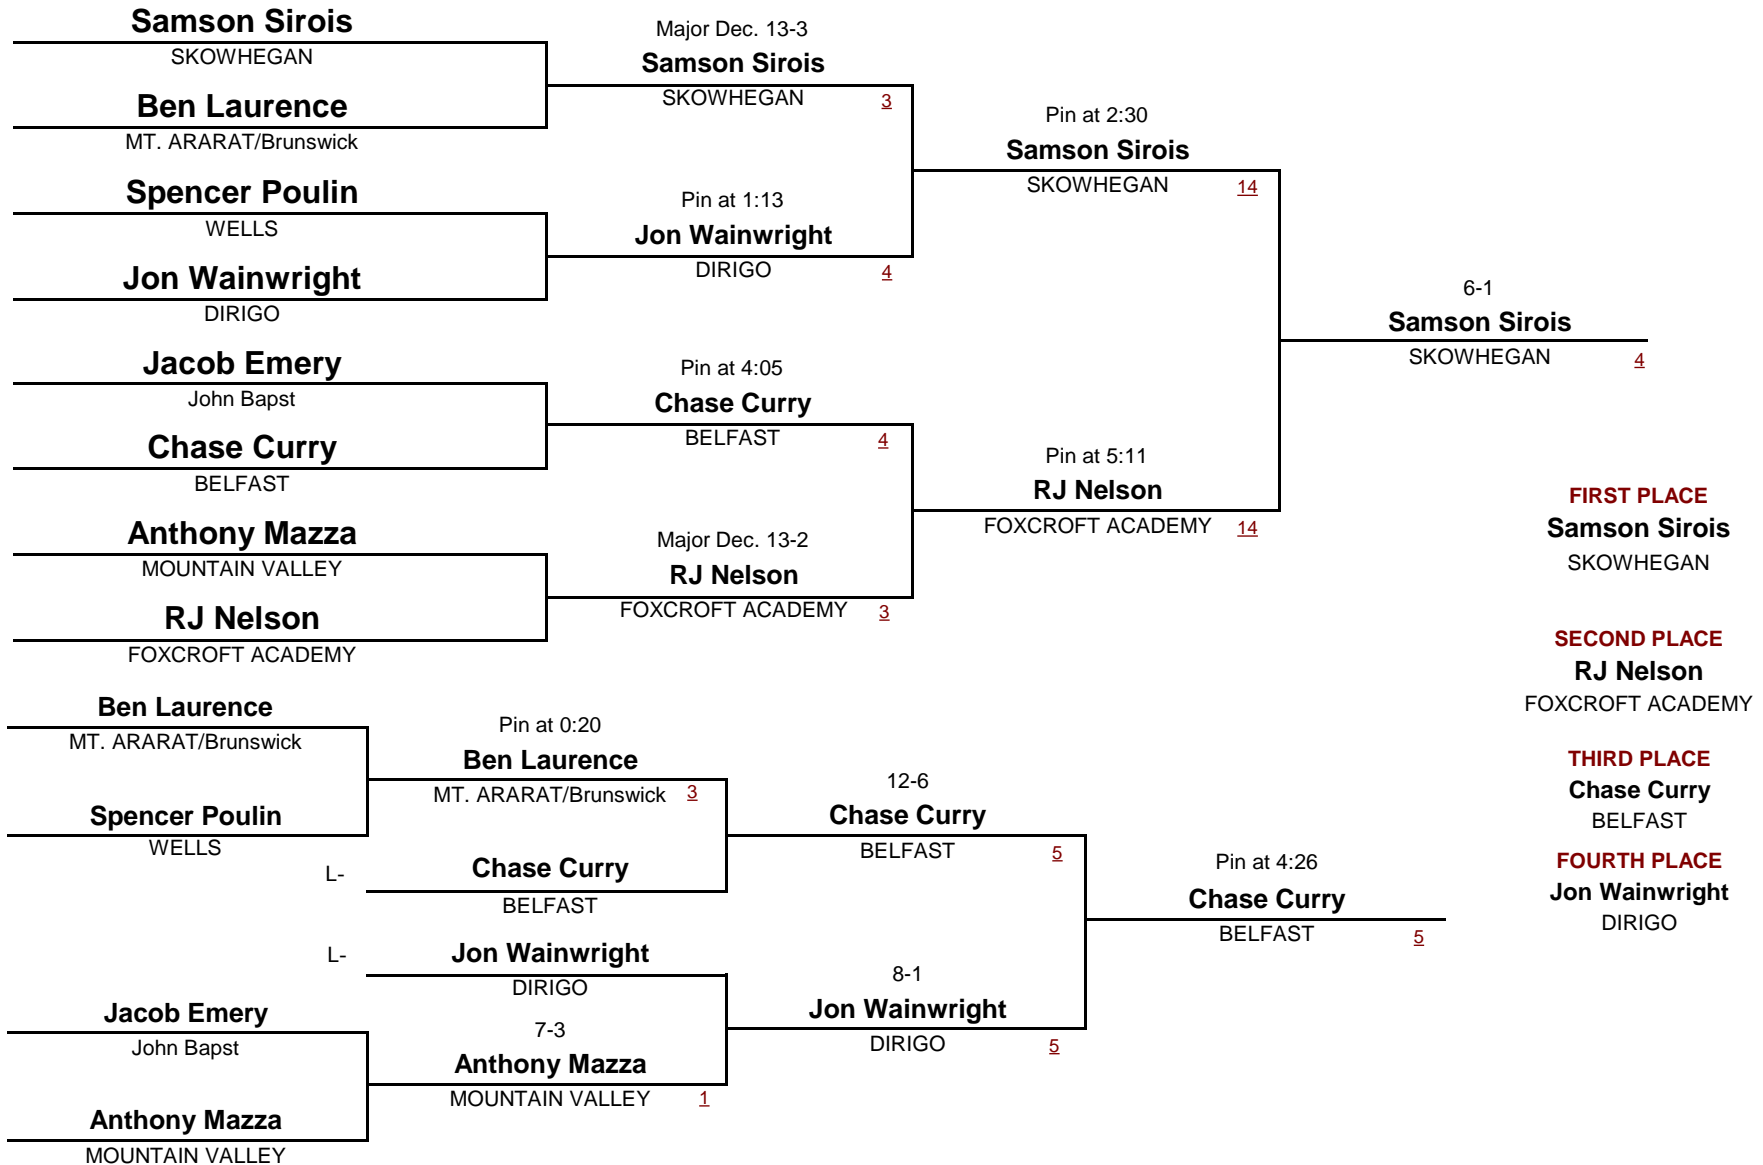 Samson Sirois
SKOWHEGAN
Ben Laurence
MT. ARARAT/Brunswick
Spencer Poulin
WELLS
Jon Wainwright
DIRIGO
Jacob Emery
John Bapst
Chase Curry
BELFAST
Anthony Mazza
MOUNTAIN VALLEY
RJ Nelson
FOXCROFT ACADEMY
Major Dec. 13-3
Samson Sirois
SKOWHEGAN 3
Pin at 1:13
Jon Wainwright
DIRIGO 4
Pin at 4:05
Chase Curry
BELFAST 4
Major Dec. 13-2
RJ Nelson
FOXCROFT ACADEMY 3
Pin at 2:30
Samson Sirois
SKOWHEGAN 14
Pin at 5:11
RJ Nelson
FOXCROFT ACADEMY 14
6-1
Samson Sirois
SKOWHEGAN 4
FIRST PLACE
Samson Sirois
SKOWHEGAN
SECOND PLACE
RJ Nelson
FOXCROFT ACADEMY
THIRD PLACE
Chase Curry
BELFAST
FOURTH PLACE
Jon Wainwright
DIRIGO
Ben Laurence
MT. ARARAT/Brunswick
Spencer Poulin
WELLS
Jacob Emery
John Bapst
Anthony Mazza
MOUNTAIN VALLEY
Pin at 0:20
Ben Laurence
MT. ARARAT/Brunswick 3
L- Chase Curry
BELFAST
L- Jon Wainwright
DIRIGO
7-3
Anthony Mazza
MOUNTAIN VALLEY 1
12-6
Chase Curry
BELFAST 5
8-1
Jon Wainwright
DIRIGO 5
Pin at 4:26
Chase Curry
BELFAST 5